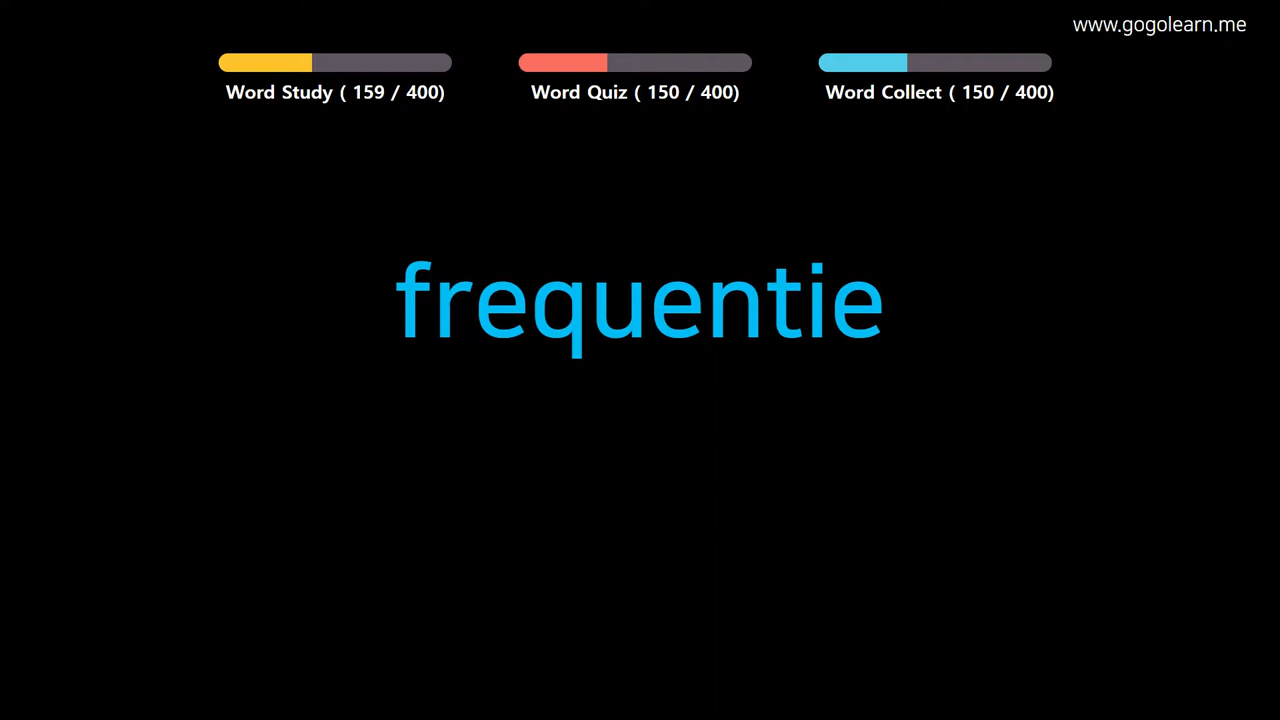 www.gogolearn.me
Word Study ( 159 / 400)
Word Quiz ( 150 / 400)
Word Collect ( 150 / 400)
frequentie